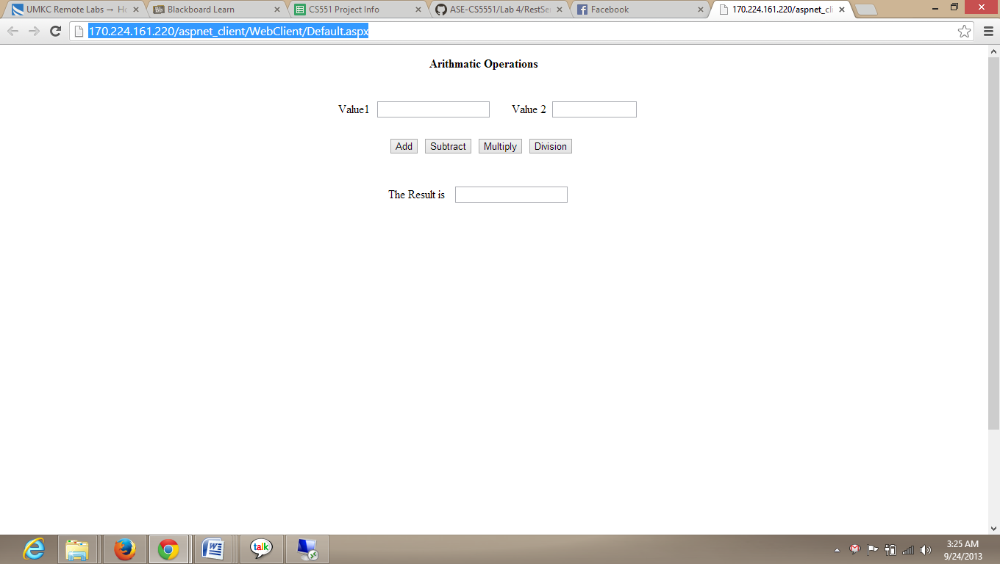 UMKC Remote Labs → Ho
Blackboard Learn
CS551 Project Info
ASE-CS5551/Lab 4/RestSe
Facebook
170.224.161.220/aspnet_cli
170.224.161.220/aspnet_client/WebClient/Default.aspx
Arithmatic Operations
Value1 Value 2
Add Subtract Multiply Division
The Result is
talk
3:25 AM
9/24/2013